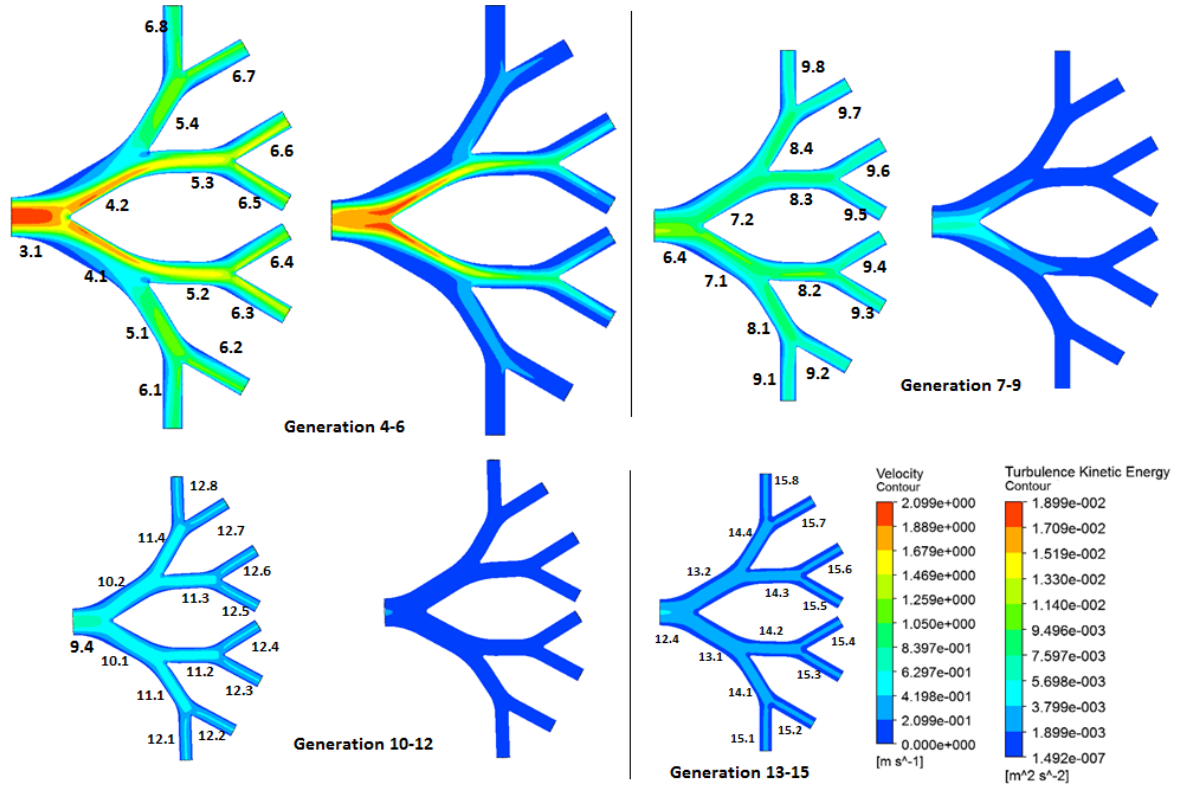 6.8
6.7
5.4
6.6
5.3
6.5
4.2
3.1
4.1
6.4
5.2
6.3
5.1
6.2
6.1
Generation 4-6
9.8
9.7
8.4
9.6
8.3
9.5
7.2
6.4
7.1
9.4
8.2
9.3
8.1
9.2
9.1
Generation 7-9
12.8
12.7
11.4
12.6
10.2
11.3
12.5
9.4
10.1
12.4
11.2
12.3
11.1
12.2
12.1
Generation 10-12
15.8
15.7
14.4
15.6
13.2
14.3
15.5
12.4
14.2
15.4
13.1
15.3
14.1
15.2
15.1
Generation 13-15
Velocity
Contour
2.099e+000
1.889e+000
1.679e+000
1.469e+000
1.259e+000
1.050e+000
8.397e-001
6.297e-001
4.198e-001
2.099e-001
0.000e+000
[m s^-1]
Turbulence Kinetic Energy
Contour
1.899e-002
1.709e-002
1.519e-002
1.330e-002
1.140e-002
9.496e-003
7.597e-003
5.698e-003
3.799e-003
1.899e-003
1.492e-007
[m^2 s^-2]